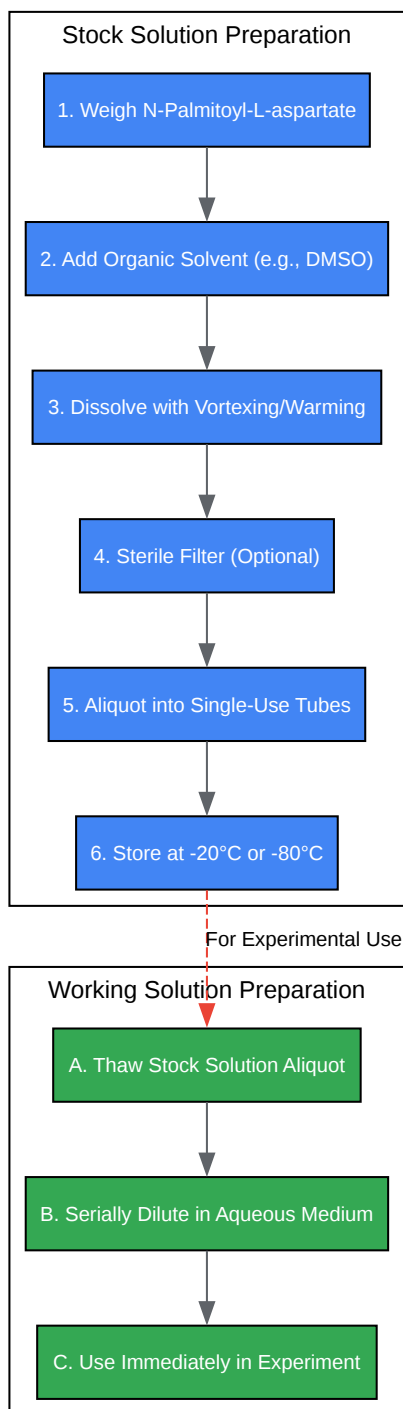 Stock Solution Preparation
1. Weigh N-Palmitoyl-L-aspartate
2. Add Organic Solvent (e.g., DMSO)
3. Dissolve with Vortexing/Warming
4. Sterile Filter (Optional)
5. Aliquot into Single-Use Tubes
6. Store at -20°C or -80°C
For Experimental Use
Working Solution Preparation
A. Thaw Stock Solution Aliquot
B. Serially Dilute in Aqueous Medium
C. Use Immediately in Experiment